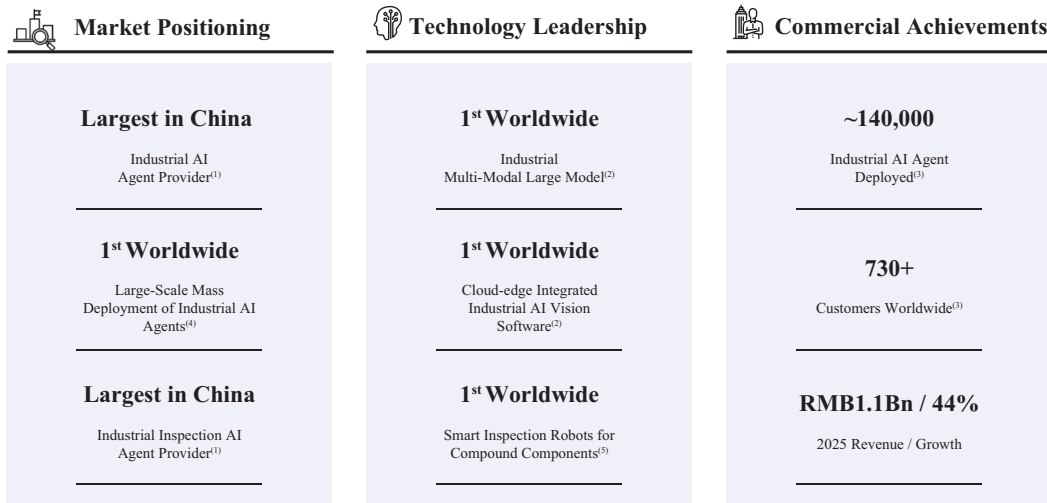 Market Positioning
Largest in China
Industrial AI
Agent Provider(1)
1st Worldwide
Large-Scale Mass
Deployment of Industrial AI
Agents(4)
Largest in China
Industrial Inspection AI
Agent Provider(1)
Technology Leadership
1st Worldwide
Industrial
Multi-Modal Large Model(2)
1st Worldwide
Cloud-edge Integrated
Industrial AI Vision
Software(2)
1st Worldwide
Smart Inspection Robots for
Compound Components(5)
Commercial Achievements
~140,000
Industrial AI Agent
Deployed(3)
730+
Customers Worldwide(3)
RMB1.1Bn / 44%
2025 Revenue / Growth